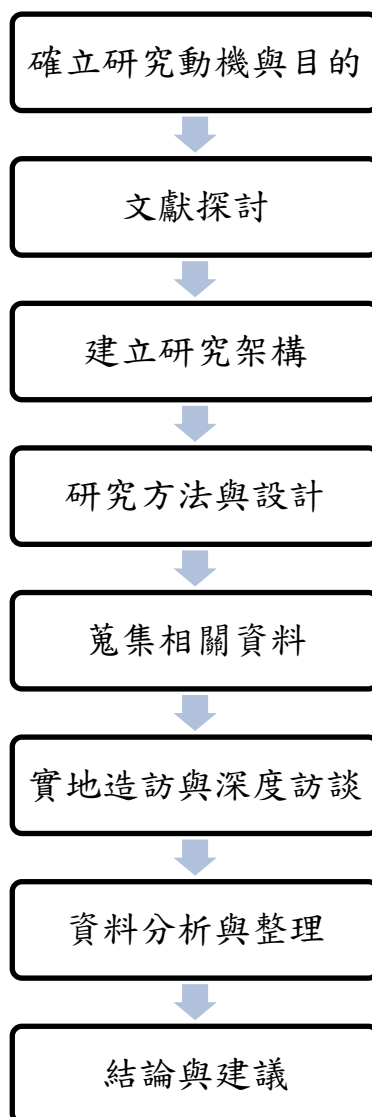 確立研究動機與目的
文獻探討
建立研究架構
研究方法與設計
蒐集相關資料
實地造訪與深度訪談
資料分析與整理
結論與建議